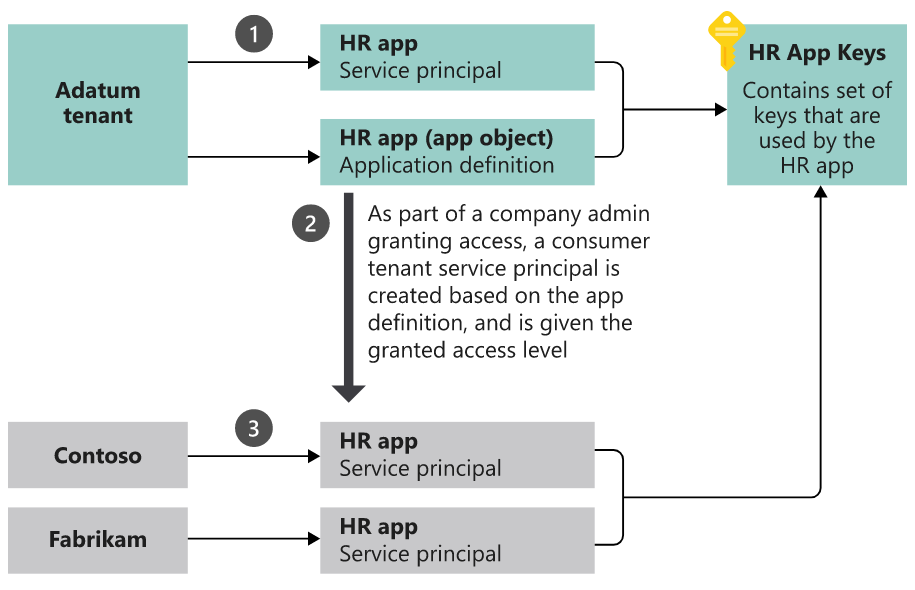 1
Adatum
tenant
HR app
Service principal
HR app (app object)
Application definition
HR App Keys
Contains set of
keys that are
used by the
HR app
2
As part of a company admin
granting access, a consumer
tenant service principal is
created based on the app
definition, and is given the
granted access level
3
Contoso
HR app
Service principal
Fabrikam
HR app
Service principal